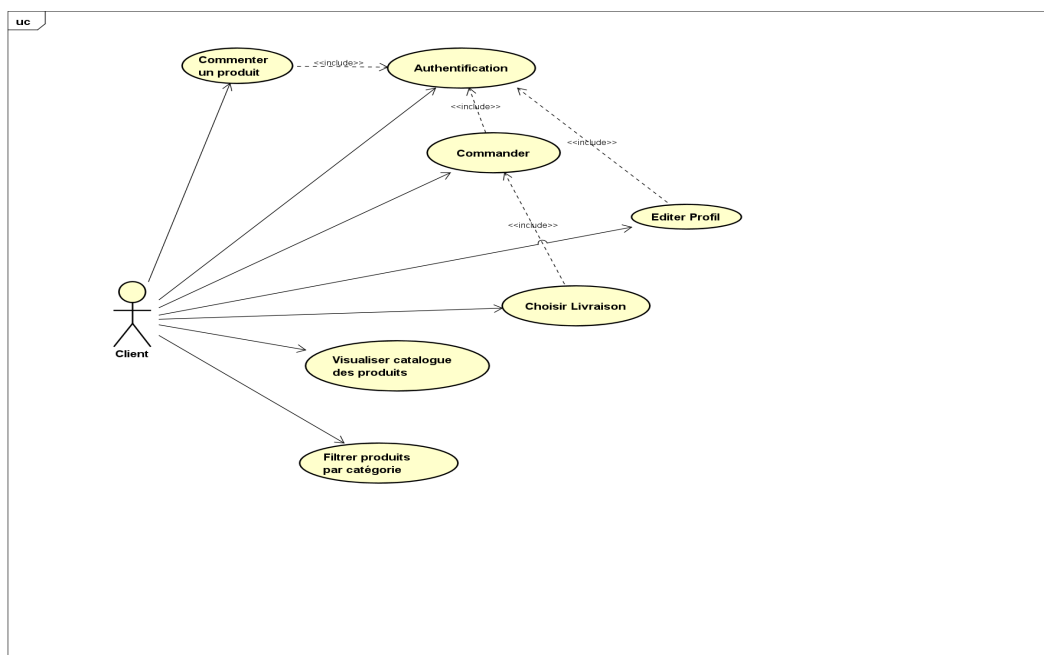 uc
Commenter
un produit
<<include>>
Authentification
<<include>>
Commander
<<include>>
Editer Profil
<<include>>
Choisir Livraison
Client
Visualiser catalogue
des produits
Filtrer produits
par catégorie